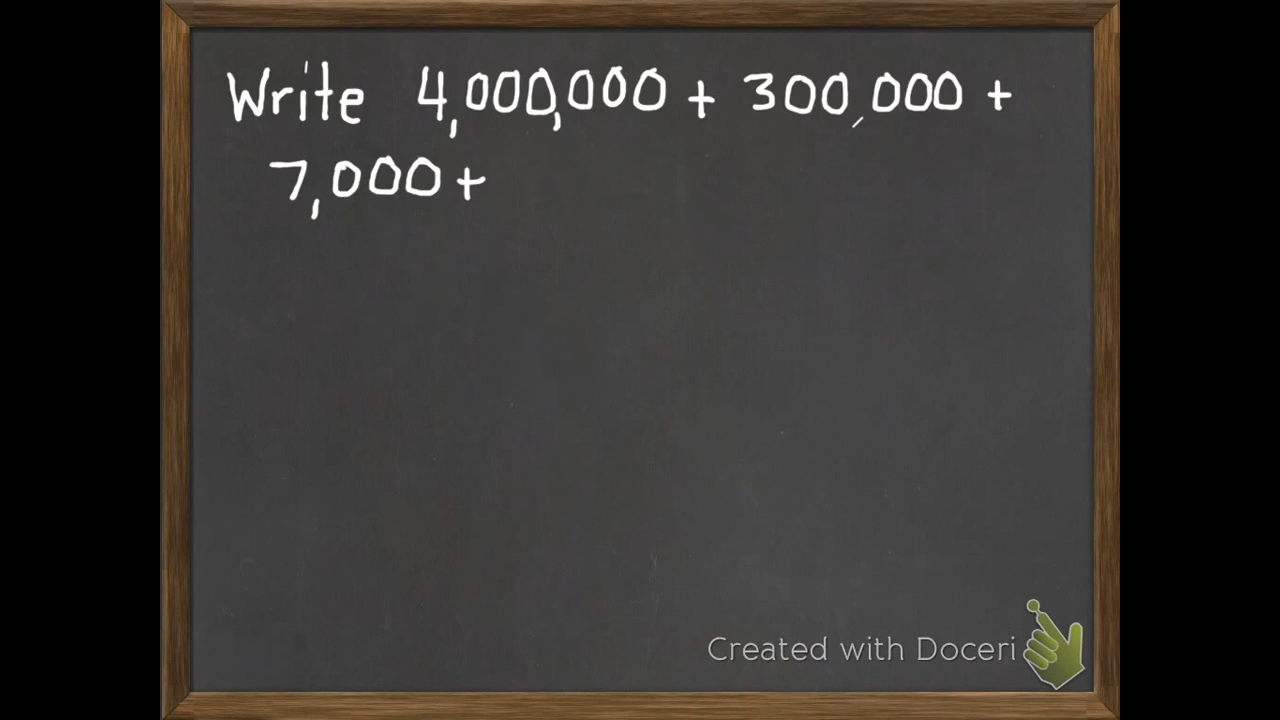 Write 4,000,000 + 300,000 +
7,000 +
Created with Doceri